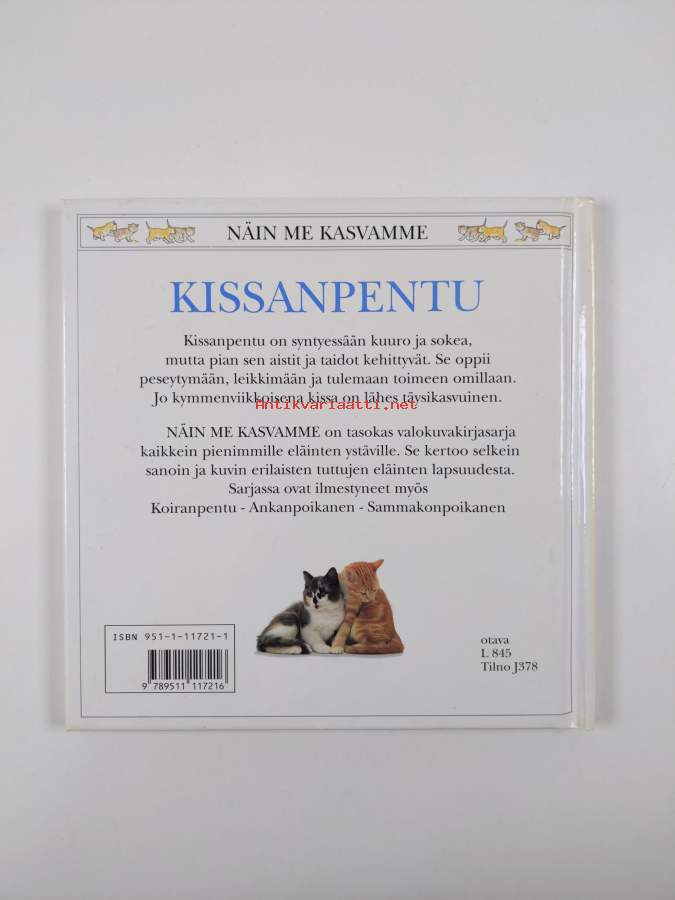 NÄIN ME KASVAMME
KISSANPENTU
Kissanpentu on syntyessään kuuro ja sokea,
mutta pian sen aistit ja taidot kehittyvät. Se oppii
peseytymään, leikkimään ja tulemaan toimeen omillaan.
Jo kymmenviikkoisena kissa on lähes täysikasvuinen.
Antikvariaatti.net
NÄIN ME KASVAMME on tasokas valokuvakirjasarja
kaikkein pienimmille eläinten ystäville. Se kertoo selkein
sanoin ja kuvin erilaisten tuttujen eläinten lapsuudesta.
Sarjassa ovat ilmestyneet myös
Koiranpentu - Ankanpoikanen - Sammakonpoikanen
ISBN 951-1-11721-1
9 789511 117216
otava
L 845
Tilno J378